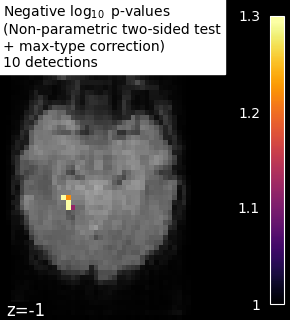 Negative log₁₀ p-values
(Non-parametric two-sided test
+ max-type correction)
10 detections
1.3
1.2
1.1
1
z=-1